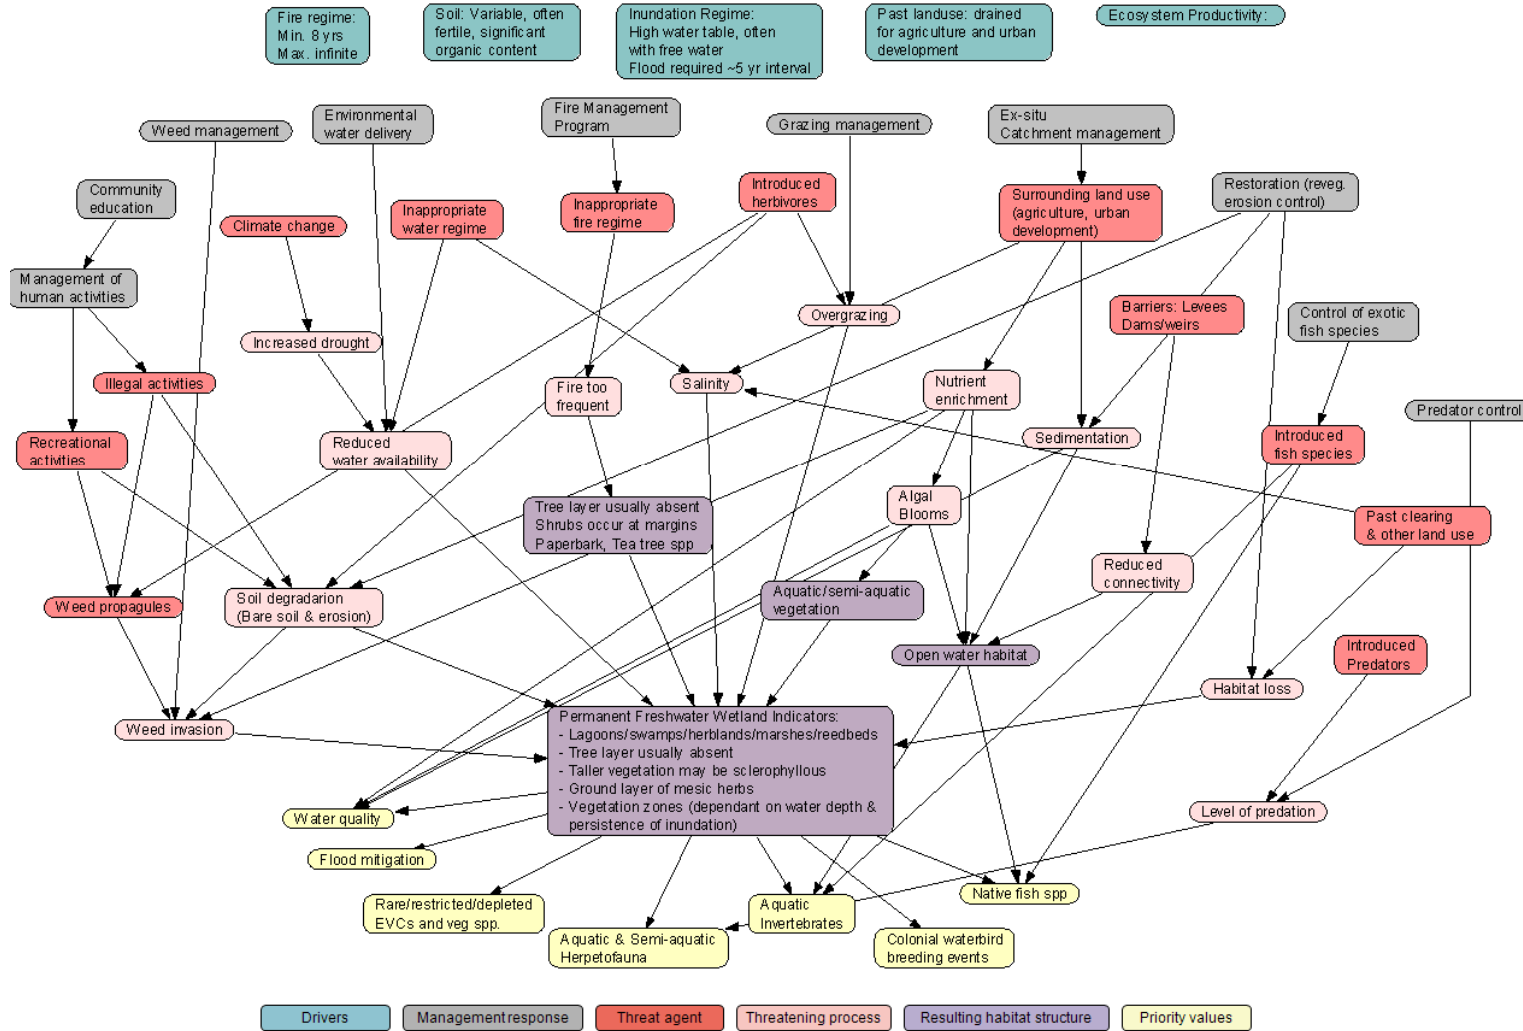 Fire regime:
Min. 8 yrs
Max. infinite
Soil: Variable, often
fertile, significant
organic content
Inundation Regime:
High water table, often
with free water
Flood required ~5 yr interval
Past landuse: drained
for agriculture and urban
development
Ecosystem Productivity:
Weed management
Environmental
water delivery
Fire Management
Program
Grazing management
Ex-situ
Catchment management
Community
education
Climate change
Inappropriate
water regime
Inappropriate
fire regime
Introduced
herbivores
Surrounding land use
(agriculture, urban
development)
Restoration (reveg.
erosion control)
Management of
human activities
Increased drought
Overgrazing
Barriers: Levees
Dams/weirs
Control of exotic
fish species
Illegal activities
Fire too
frequent
Salinity
Nutrient
enrichment
Predator control
Recreational
activities
Reduced
water availability
Sedimentation
Introduced
fish species
Tree layer usually absent
Shrubs occur at margins
Paperbark, Tea tree spp
Algal
Blooms
Past clearing
& other land use
Weed propagules
Soil degradarion
(Bare soil & erosion)
Aquatic/semi-aquatic
vegetation
Reduced
connectivity
Open water habitat
Introduced
Predators
Habitat loss
Weed invasion
Permanent Freshwater Wetland Indicators:
- Lagoons/swamps/herblands/marshes/reedbeds
- Tree layer usually absent
- Taller vegetation may be sclerophyllous
- Ground layer of mesic herbs
- Vegetation zones (dependant on water depth &
persistence of inundation)
Water quality
Level of predation
Flood mitigation
Rare/restricted/depleted
EVCs and veg spp.
Aquatic & Semi-aquatic
Herpetofauna
Aquatic
Invertebrates
Colonial waterbird
breeding events
Native fish spp
Drivers
Management response
Threat agent
Threatening process
Resulting habitat structure
Priority values